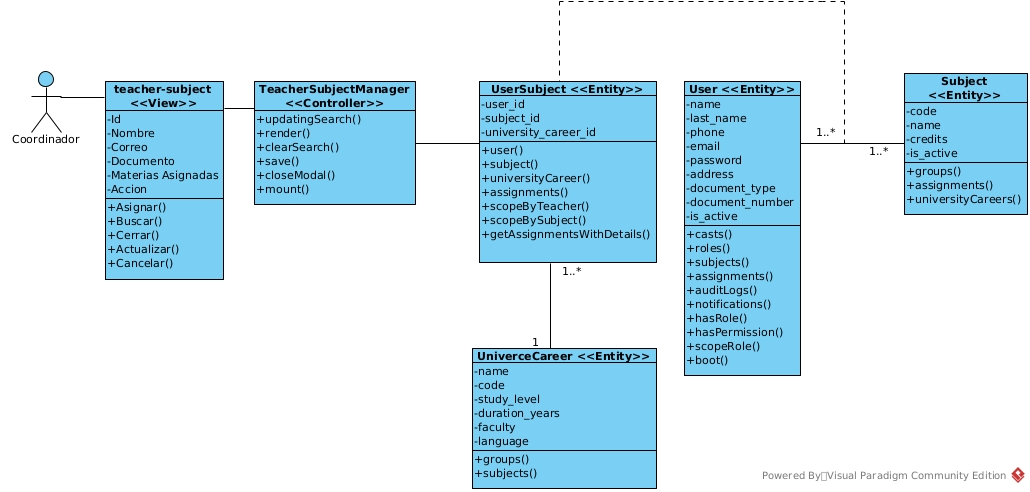 Coordinador
teacher-subject
<<View>>
-Id
-Nombre
-Correo
-Documento
-Materias Asignadas
-Accion
+Asignar()
+Buscar()
+Cerrar()
+Actualizar()
+Cancelar()
TeacherSubjectManager
<<Controller>>
+updatingSearch()
+render()
+clearSearch()
+save()
+closeModal()
+mount()
UserSubject <<Entity>>
-user_id
-subject_id
-university_career_id
+user()
+subject()
+universityCareer()
+assignments()
+scopeByTeacher()
+scopeBySubject()
+getAssignmentsWithDetails()
1..*
1
UniverceCareer <<Entity>>
-name
-code
-study_level
-duration_years
-faculty
-language
+groups()
+subjects()
User <<Entity>>
-name
-last_name
-phone
-email
-password
-address
-document_type
-document_number
-is_active
+casts()
+roles()
+subjects()
+assignments()
+auditLogs()
+notifications()
+hasRole()
+hasPermission()
+scopeRole()
+boot()
1..*
1..*
Subject
<<Entity>>
-code
-name
-credits
-is_active
+groups()
+assignments()
+universityCareers()
Powered By Visual Paradigm Community Edition